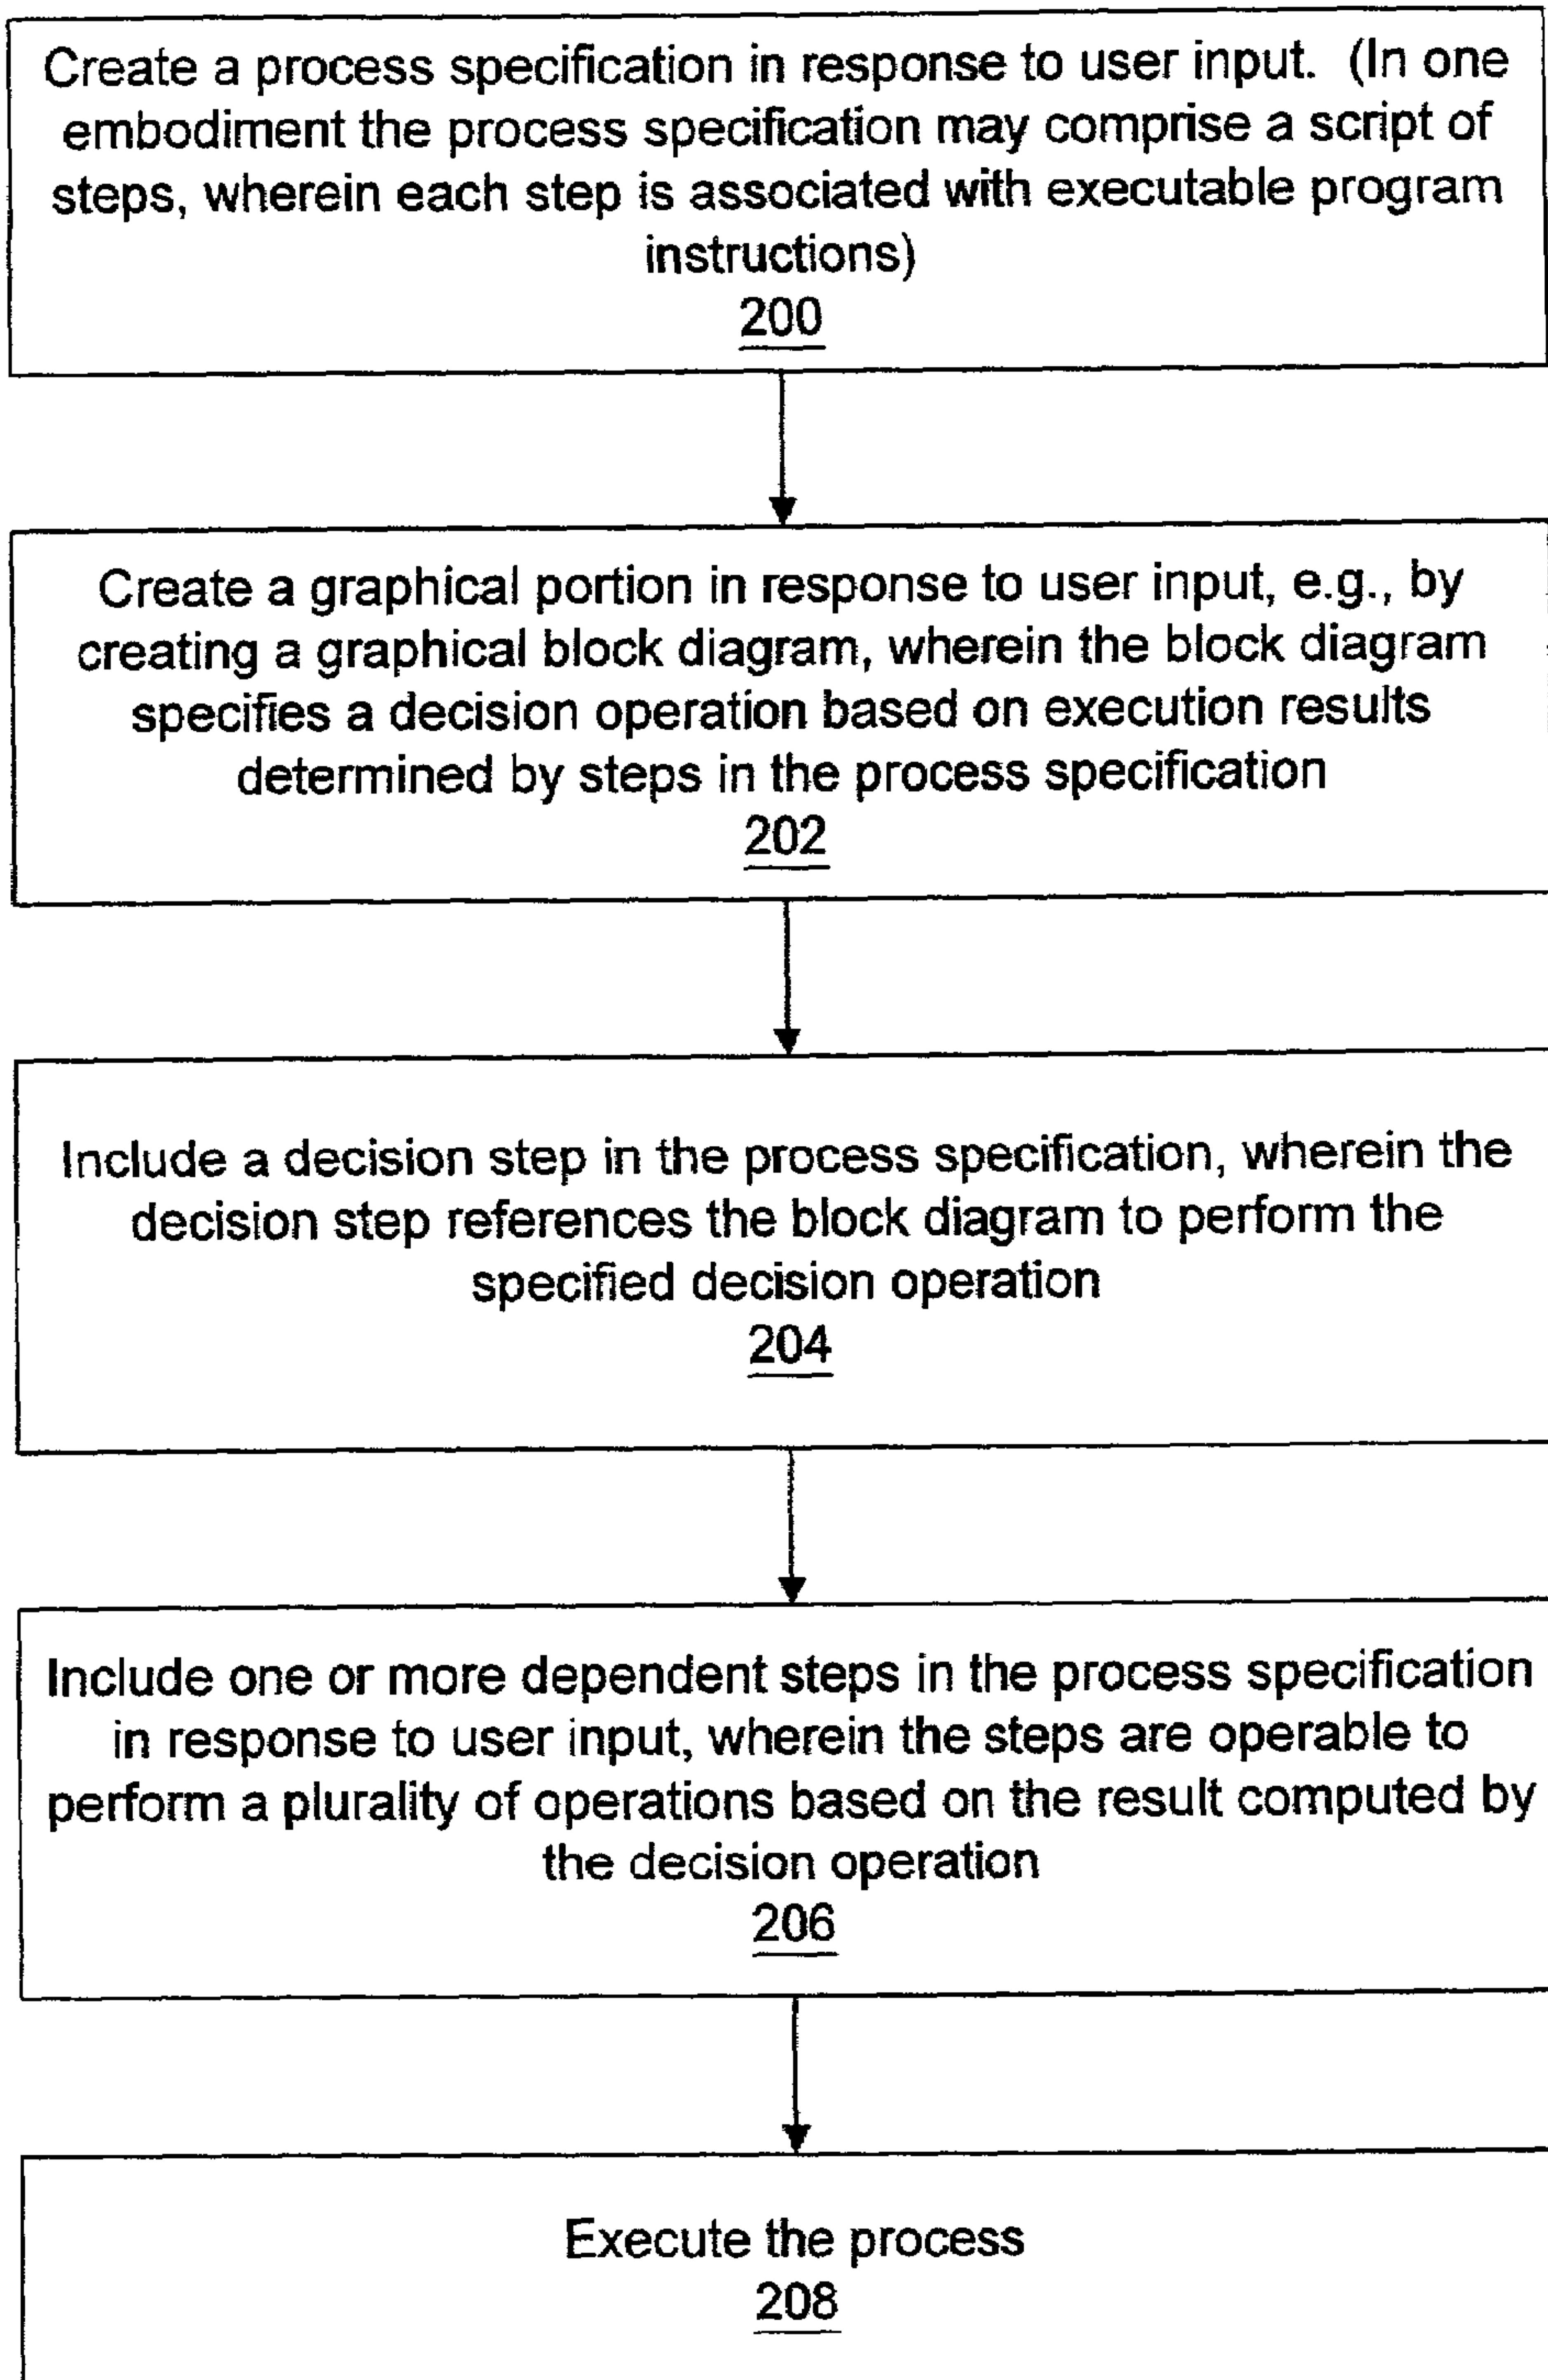 Create a process specification in response to user input. (In one
embodiment the process specification may comprise a script of
steps, wherein each step is associated with executable program
instructions)
200
Create a graphical portion in response to user input, e.g., by
creating a graphical block diagram, wherein the block diagram
specifies a decision operation based on execution results
determined by steps in the process specification
202
Include a decision step in the process specification, wherein the
decision step references the block diagram to perform the
specified decision operation
204
Include one or more dependent steps in the process specification
in response to user input, wherein the steps are operable to
perform a plurality of operations based on the result computed by
the decision operation
206
Execute the process
208